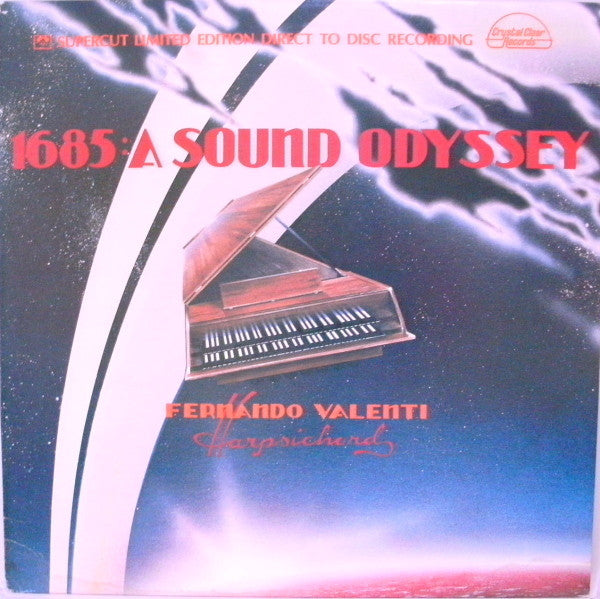 SUPERCUT LIMITED EDITION DIRECT TO DISC RECORDING
Crystal Clear
Records
1685: A SOUND ODYSSEY
FERNANDO VALENTI
Harpsichord